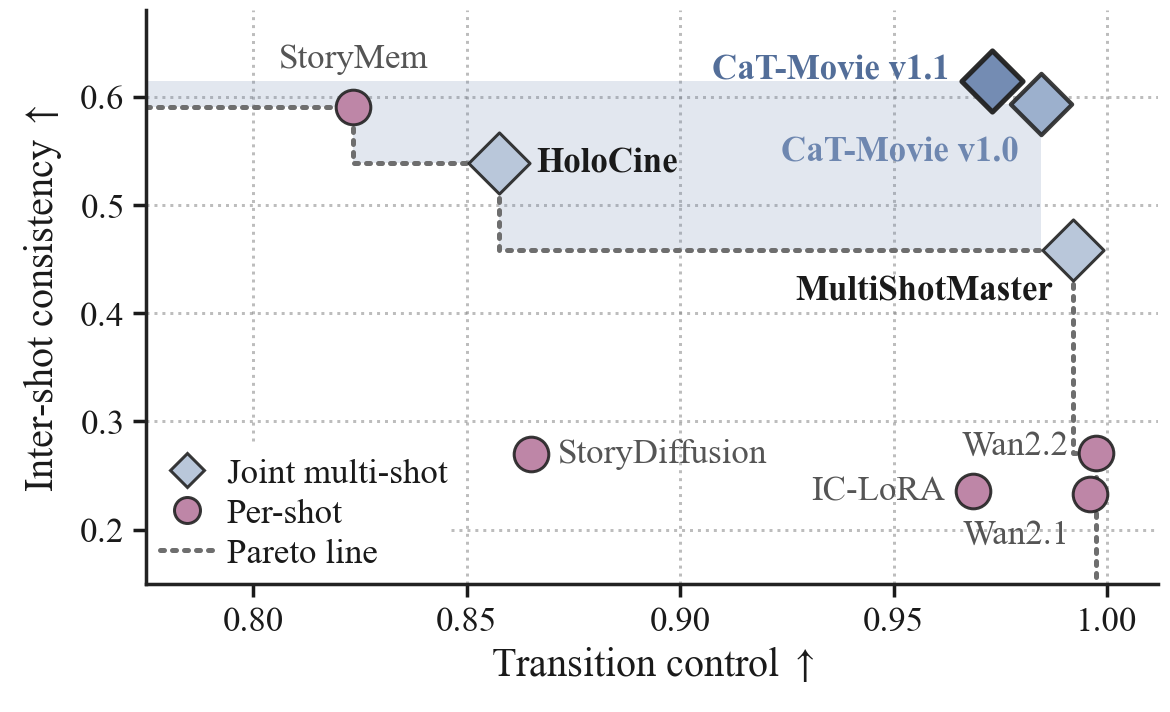 StoryMem
CaT-Movie v1.1
CaT-Movie v1.0
HoloCine
MultiShotMaster
StoryDiffusion
Wan2.2
IC-LoRA
Wan2.1
Joint multi-shot
Per-shot
Pareto line
Inter-shot consistency ↑
0.6
0.5
0.4
0.3
0.2
0.80 0.85 0.90 0.95 1.00
Transition control ↑